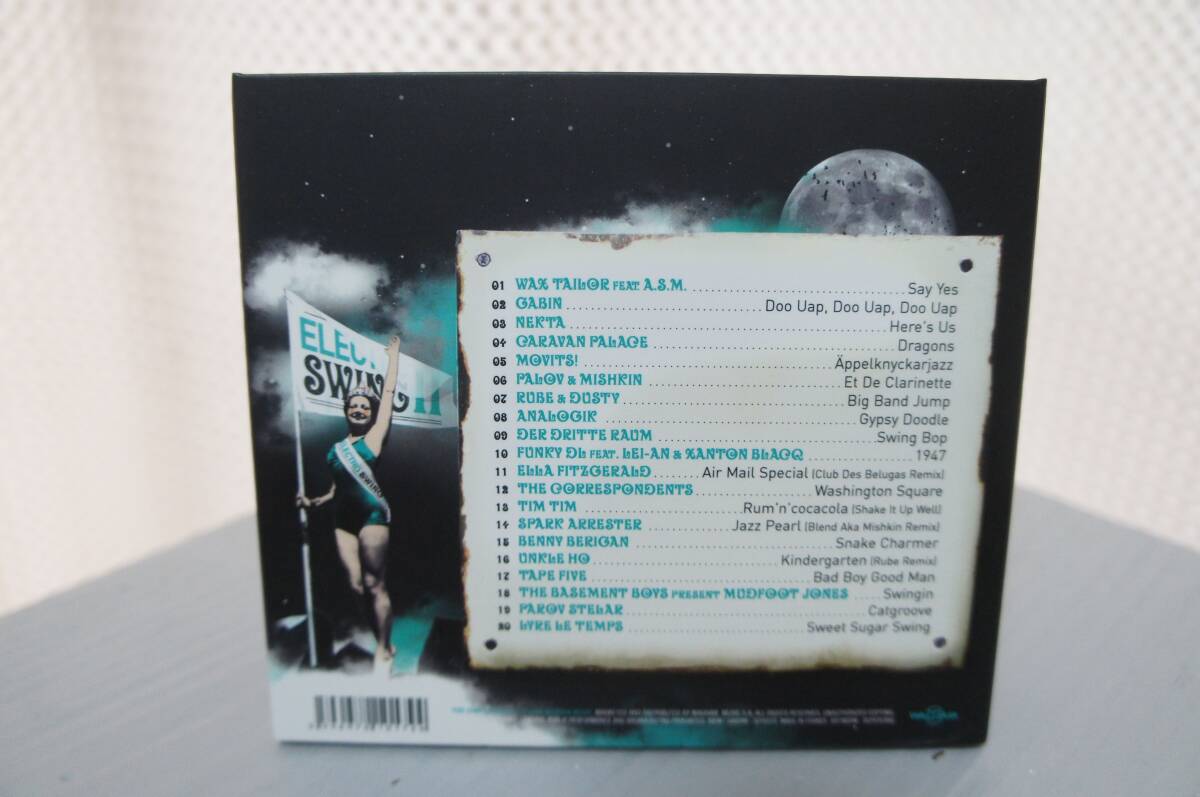 01 WAX TAILOR FEAT. A.S.M. Say Yes
02 GABIN Doo Uap, Doo Uap, Doo Uap
03 NEKTA Here's Us
04 CARAVAN PALACE Dragons
05 MOVITS! Äppelknyckarjazz
06 PALOV & MISHKIN Et De Clarinette
07 RUBE & DUSTY Big Band Jump
08 ANALOGIK Gypsy Doodle
09 DER DRITTE RAUM Swing Bop
10 FUNKY DL FEAT. LEI-AN & XANTON BLACQ 1947
11 ELLA FITZGERALD Air Mail Special (Club Des Belugas Remix)
12 THE CORRESPONDENTS Washington Square
13 TIM TIM Rum'n'cocacola (Shake It Up Well)
14 SPARK ARRESTER Jazz Pearl (Blend Aka Mishkin Remix)
15 BENNY BERIGAN Snake Charmer
16 UNKLE HO Kindergarten (Rube Remix)
17 TAPE FIVE Bad Boy Good Man
18 THE BASEMENT BOYS PRESENT MUDFOOT JONES Swingin
19 PAROV STELAR Catgroove
20 LYRE LE TEMPS Sweet Sugar Swing
SWING II
ELECTRO SWING